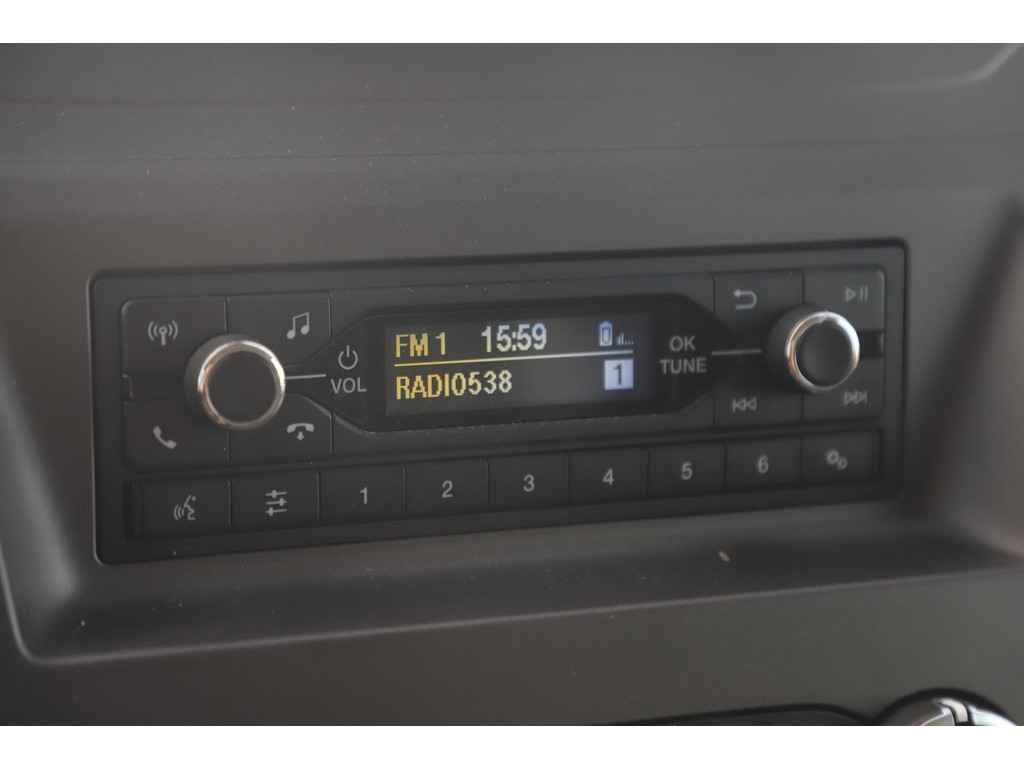 FM 1 15:59
RADIO538 1
VOL
OK
TUNE
1 2 3 4 5 6